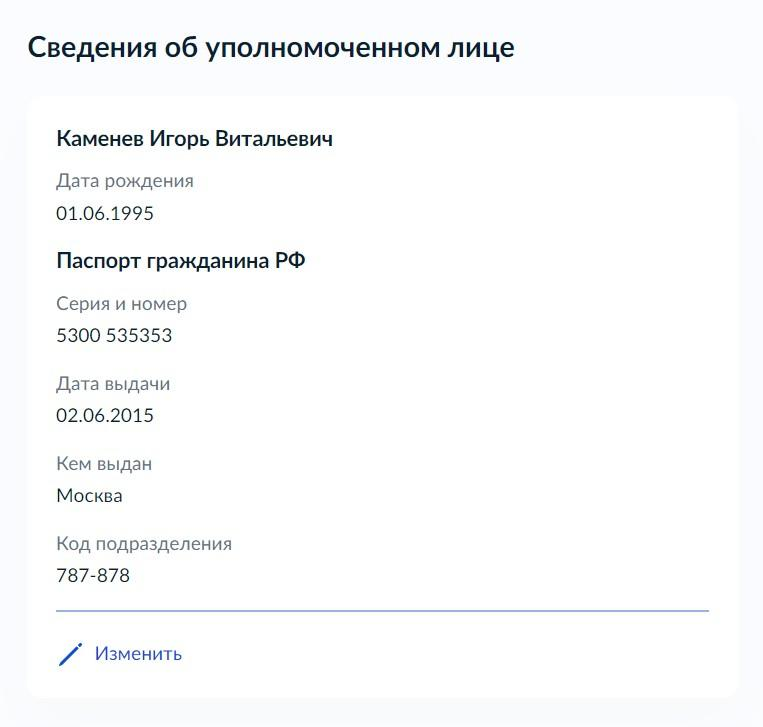 Сведения об уполномоченном лице
Каменев Игорь Витальевич
Дата рождения
01.06.1995
Паспорт гражданина РФ
Серия и номер
5300 535353
Дата выдачи
02.06.2015
Кем выдан
Москва
Код подразделения
787-878
Изменить